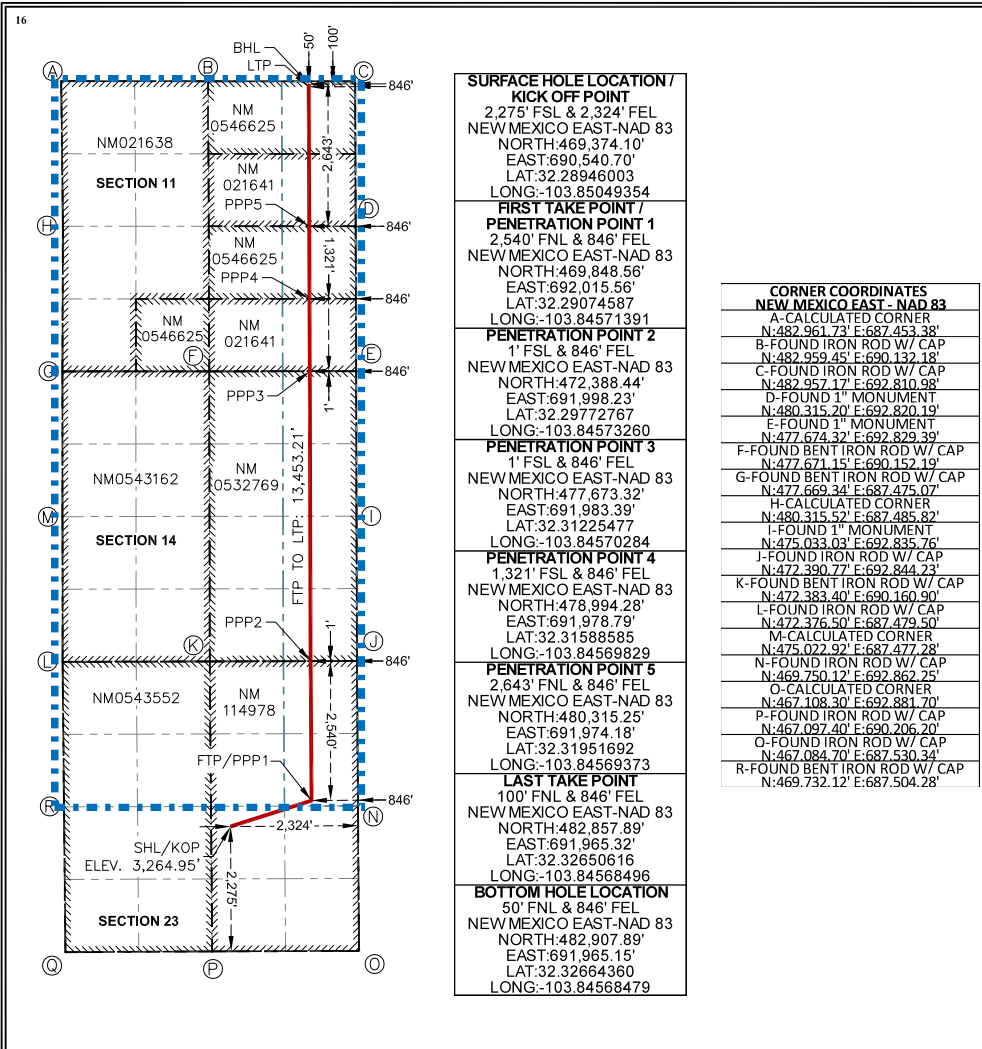 16
BHL
LTP
50'
100'
A
B
C
846'
NM
0546625
NM021638
2,643'
SECTION 11
NM
021641
PPP5
D
H
846'
NM
0546625
1,321'
PPP4
846'
NM
0546625
NM
021641
F
E
G
846'
PPP3
1'
NM0543162
NM
0532769
FTP TO LTP: 13,453.21'
M
I
SECTION 14
PPP2
1'
K
J
L
846'
NM0543552
NM
114978
2,540'
FTP/PPP1
846'
R
N
2,324'
SHL/KOP
ELEV. 3,264.95'
2,275'
SECTION 23
Q
P
O
SURFACE HOLE LOCATION /
KICK OFF POINT
2,275' FSL & 2,324' FEL
NEW MEXICO EAST-NAD 83
NORTH:469,374.10'
EAST:690,540.70'
LAT:32.28946003
LONG:-103.85049354
FIRST TAKE POINT /
PENETRATION POINT 1
2,540' FNL & 846' FEL
NEW MEXICO EAST-NAD 83
NORTH:469,848.56'
EAST:692,015.56'
LAT:32.29074587
LONG:-103.84571391
PENETRATION POINT 2
1' FSL & 846' FEL
NEW MEXICO EAST-NAD 83
NORTH:472,388.44'
EAST:691,998.23'
LAT:32.29772767
LONG:-103.84573260
PENETRATION POINT 3
1' FSL & 846' FEL
NEW MEXICO EAST-NAD 83
NORTH:477,673.32'
EAST:691,983.39'
LAT:32.31225477
LONG:-103.84570284
PENETRATION POINT 4
1,321' FSL & 846' FEL
NEW MEXICO EAST-NAD 83
NORTH:478,994.28'
EAST:691,978.79'
LAT:32.31588585
LONG:-103.84569829
PENETRATION POINT 5
2,643' FNL & 846' FEL
NEW MEXICO EAST-NAD 83
NORTH:480,315.25'
EAST:691,974.18'
LAT:32.31951692
LONG:-103.84569373
LAST TAKE POINT
100' FNL & 846' FEL
NEW MEXICO EAST-NAD 83
NORTH:482,857.89'
EAST:691,965.32'
LAT:32.32650616
LONG:-103.84568496
BOTTOM HOLE LOCATION
50' FNL & 846' FEL
NEW MEXICO EAST-NAD 83
NORTH:482,907.89'
EAST:691,965.15'
LAT:32.32664360
LONG:-103.84568479
CORNER COORDINATES
NEW MEXICO EAST - NAD 83
A-CALCULATED CORNER
N:482,961.73' E:687,453.38'
B-FOUND IRON ROD W/ CAP
N:482,959.45' E:690,132.18'
C-FOUND IRON ROD W/ CAP
N:482,957.17' E:692,810.98'
D-FOUND 1" MONUMENT
N:480,315.20' E:692,820.19'
E-FOUND 1" MONUMENT
N:477,674.32' E:692,829.39'
F-FOUND BENT IRON ROD W/ CAP
N:477,671.15' E:690,152.19'
G-FOUND BENT IRON ROD W/ CAP
N:477,669.34' E:687,475.07'
H-CALCULATED CORNER
N:480,315.52' E:687,485.82'
I-FOUND 1" MONUMENT
N:475,033.03' E:692,835.76'
J-FOUND IRON ROD W/ CAP
N:472,390.77' E:692,844.23'
K-FOUND BENT IRON ROD W/ CAP
N:472,383.40' E:690,160.90'
L-FOUND IRON ROD W/ CAP
N:472,376.50' E:687,479.50'
M-CALCULATED CORNER
N:475,022.92' E:687,477.28'
N-FOUND IRON ROD W/ CAP
N:469,750.12' E:692,862.25'
O-CALCULATED CORNER
N:467,108.30' E:692,881.70'
P-FOUND IRON ROD W/ CAP
N:467,097.40' E:690,206.20'
Q-FOUND IRON ROD W/ CAP
N:467,084.70' E:687,530.34'
R-FOUND BENT IRON ROD W/ CAP
N:469,732.12' E:687,504.28'